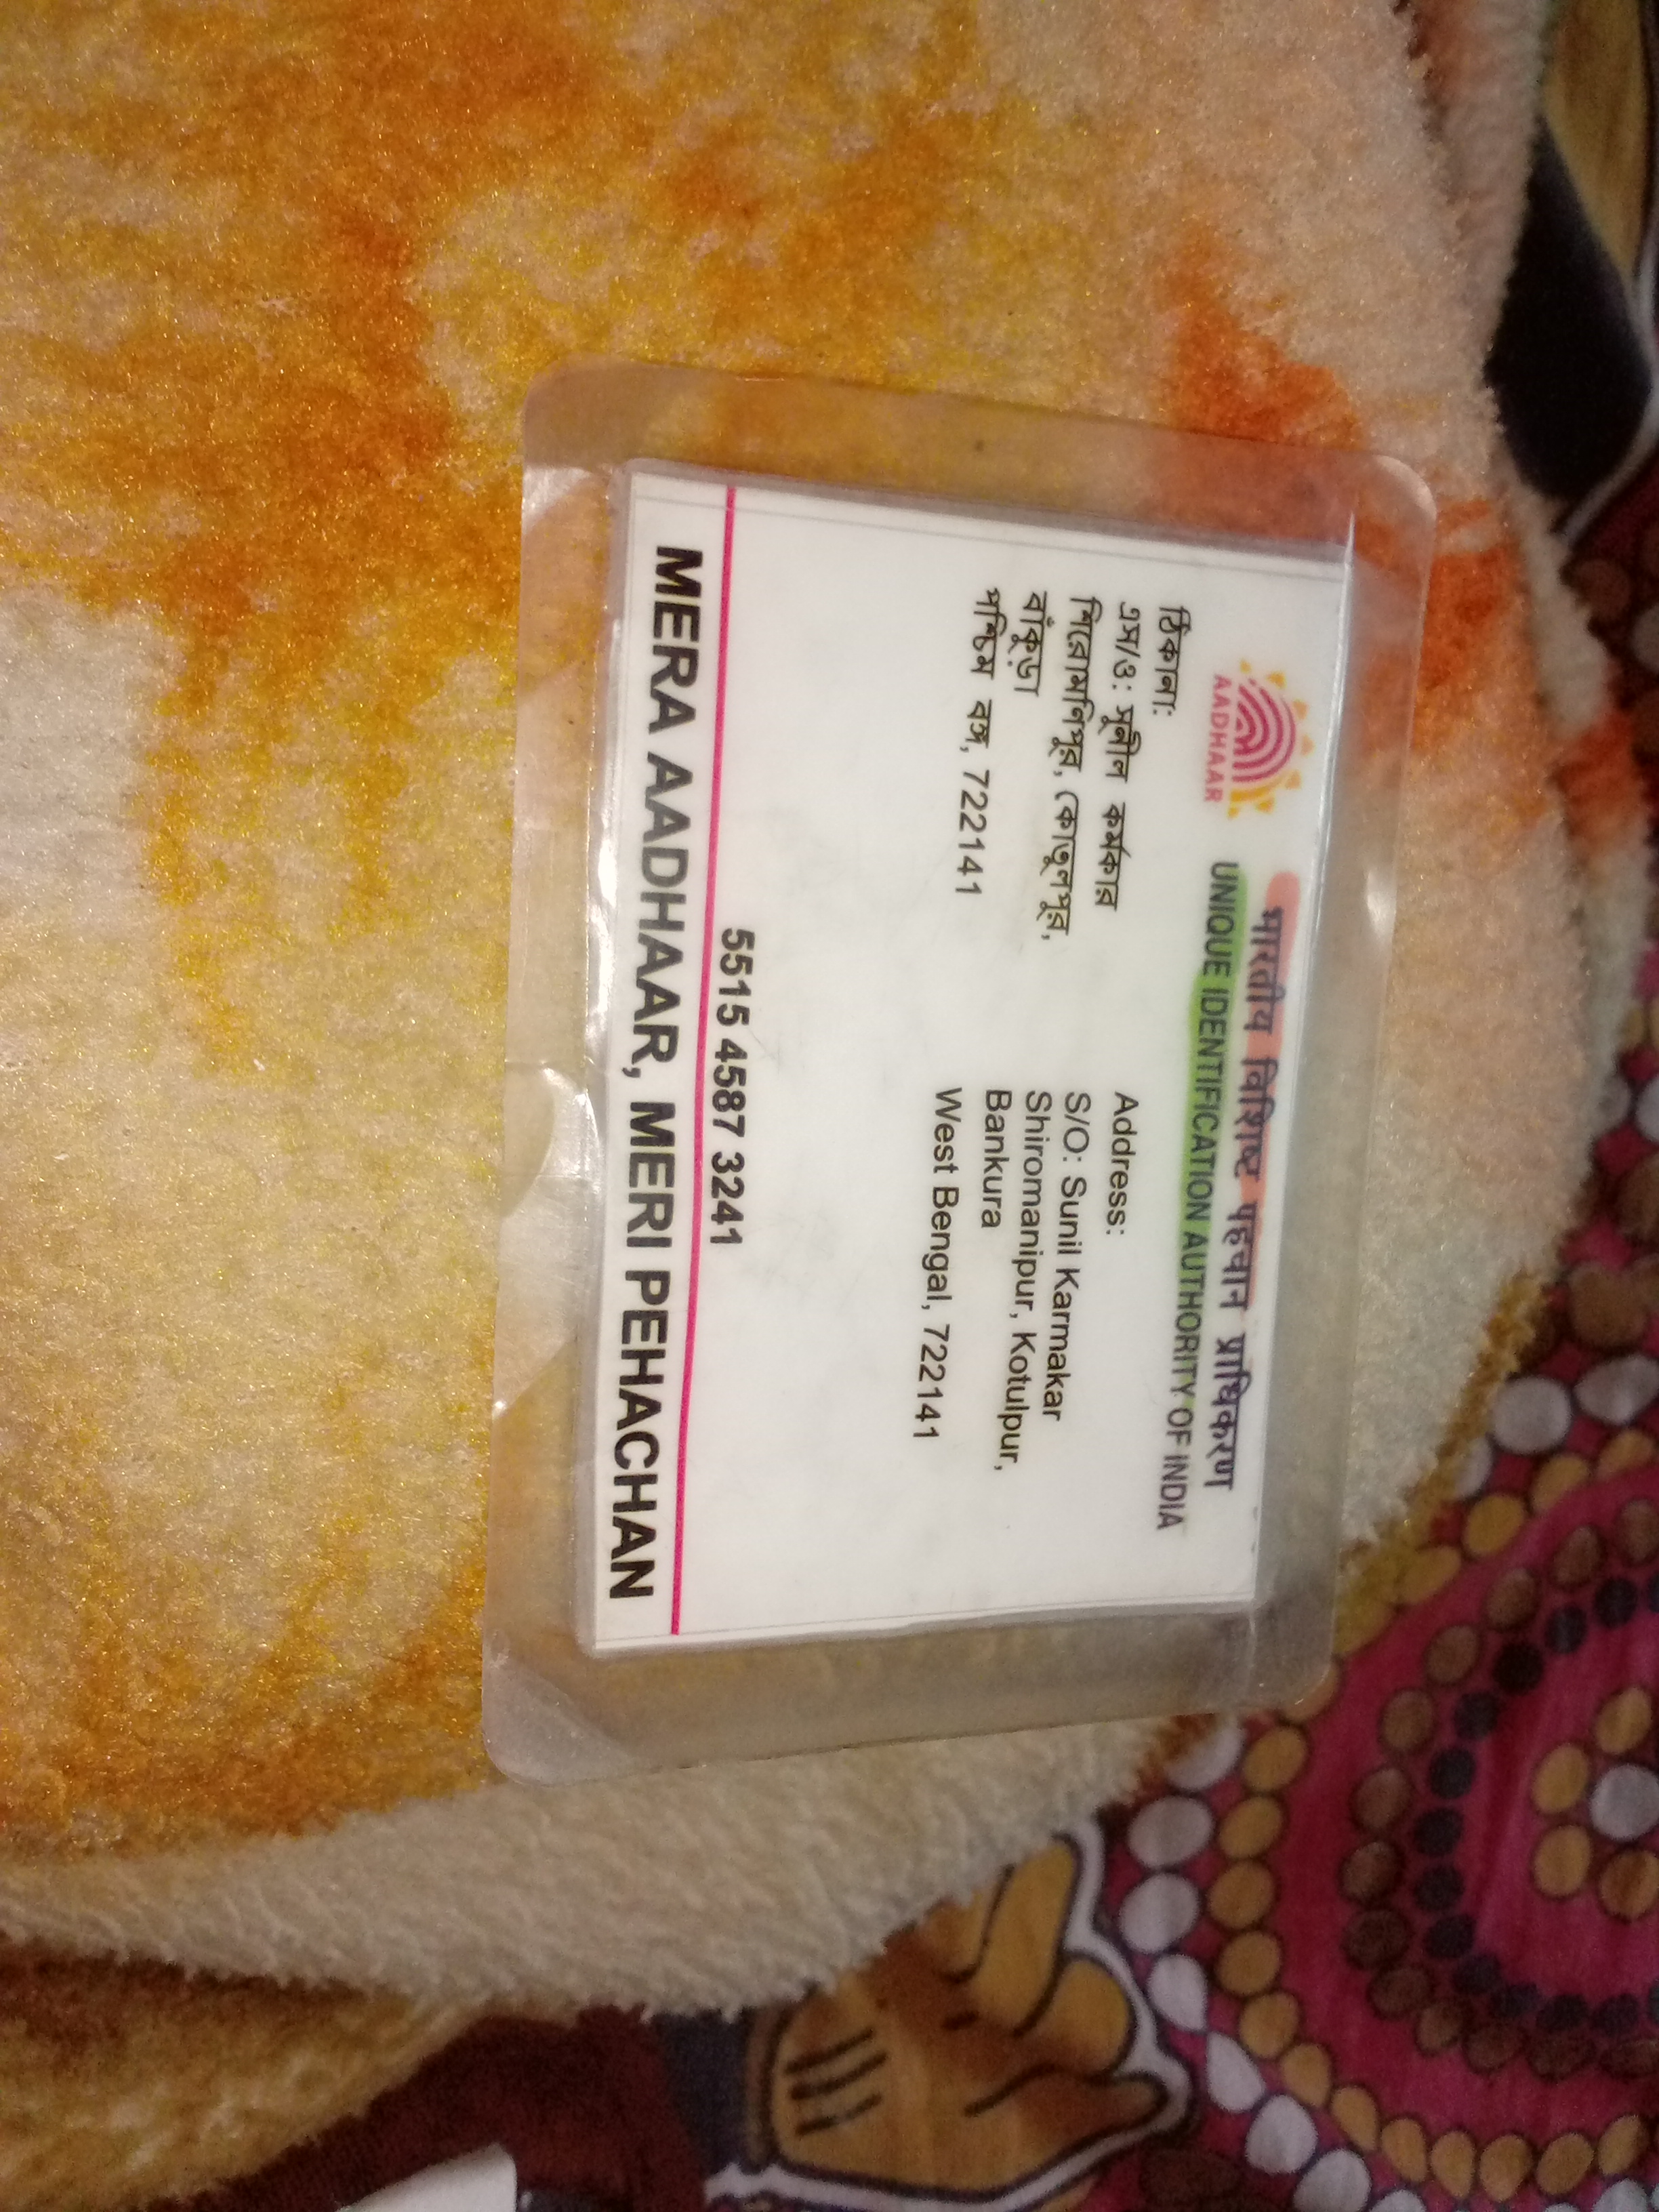 भारतीय विशिष्ट पहचान प्राधिकरण
UNIQUE IDENTIFICATION AUTHORITY OF INDIA
AADHAAR
ঠিকানা:
এস/ও: সুনীল কর্মকার
শিরোমণিপুর, কোতুলপুর,
বাঁকুড়া
পশ্চিম বঙ্গ, 722141
Address:
S/O: Sunil Karmakar
Shiromanipur, Kotulpur,
Bankura
West Bengal, 722141
5515 4587 3241
MERA AADHAAR, MERI PEHACHAN